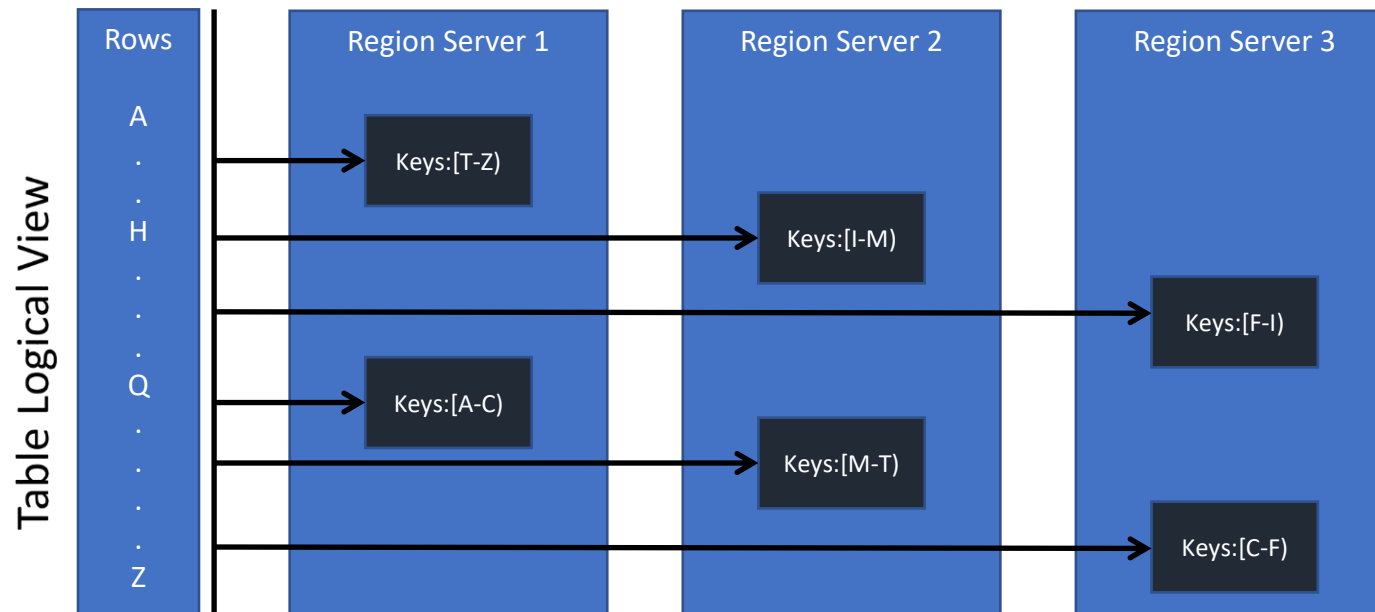 Table Logical View
Rows
A
.
.
H
.
.
.
Q
.
.
.
.
Z
Region Server 1
Keys:[T-Z)
Keys:[A-C)
Region Server 2
Keys:[I-M)
Keys:[M-T)
Region Server 3
Keys:[F-I)
Keys:[C-F)